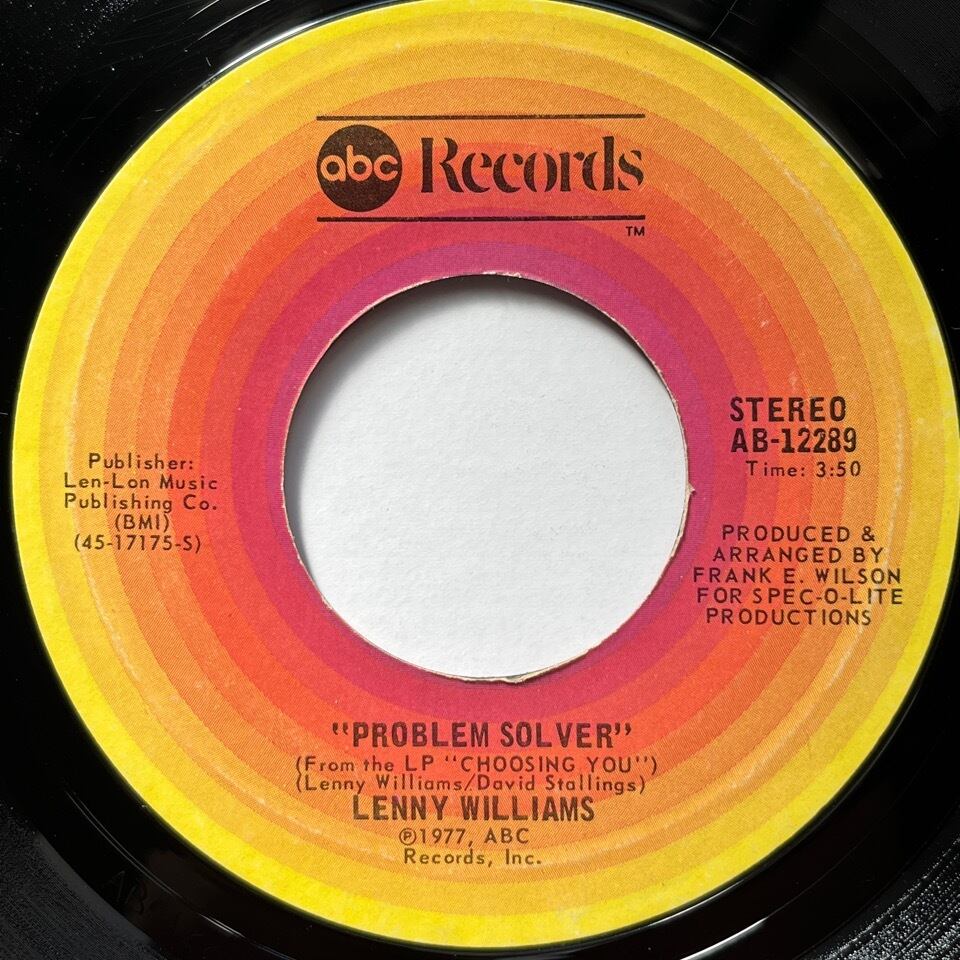 abc Records
TM
STEREO
AB-12289
Time: 3:50
Publisher:
Len-Lon Music
Publishing Co.
(BMI)
(45-17175-S)
PRODUCED &
ARRANGED BY
FRANK E. WILSON
FOR SPEC-O-LITE
PRODUCTIONS
"PROBLEM SOLVER"
(From the LP "CHOOSING YOU")
(Lenny Williams/David Stallings)
LENNY WILLIAMS
℗1977, ABC
Records, Inc.